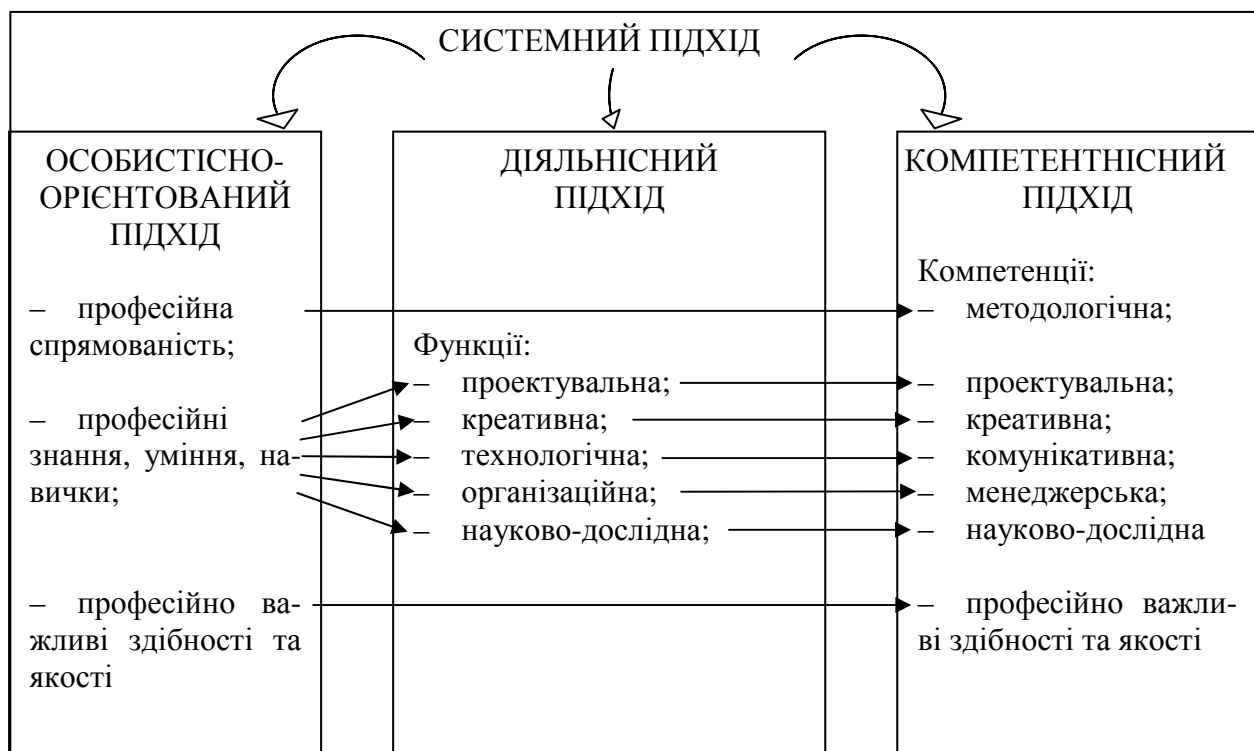 СИСТЕМНИЙ ПІДХІД
ОСОБИСТІСНО-
ОРІЄНТОВАНИЙ
ПІДХІД
– професійна
спрямованість;
– професійні
знання, уміння, на-
вички;
– професійно ва-
жливі здібності та
якості
ДІЯЛЬНІСНИЙ
ПІДХІД
Функції:
– проектувальна;
– креативна;
– технологічна;
– організаційна;
– науково-дослідна;
КОМПЕТЕНТНІСНИЙ
ПІДХІД
Компетенції:
– методологічна;
– проектувальна;
– креативна;
– комунікативна;
– менеджерська;
– науково-дослідна
– професійно важли-
ві здібності та якості